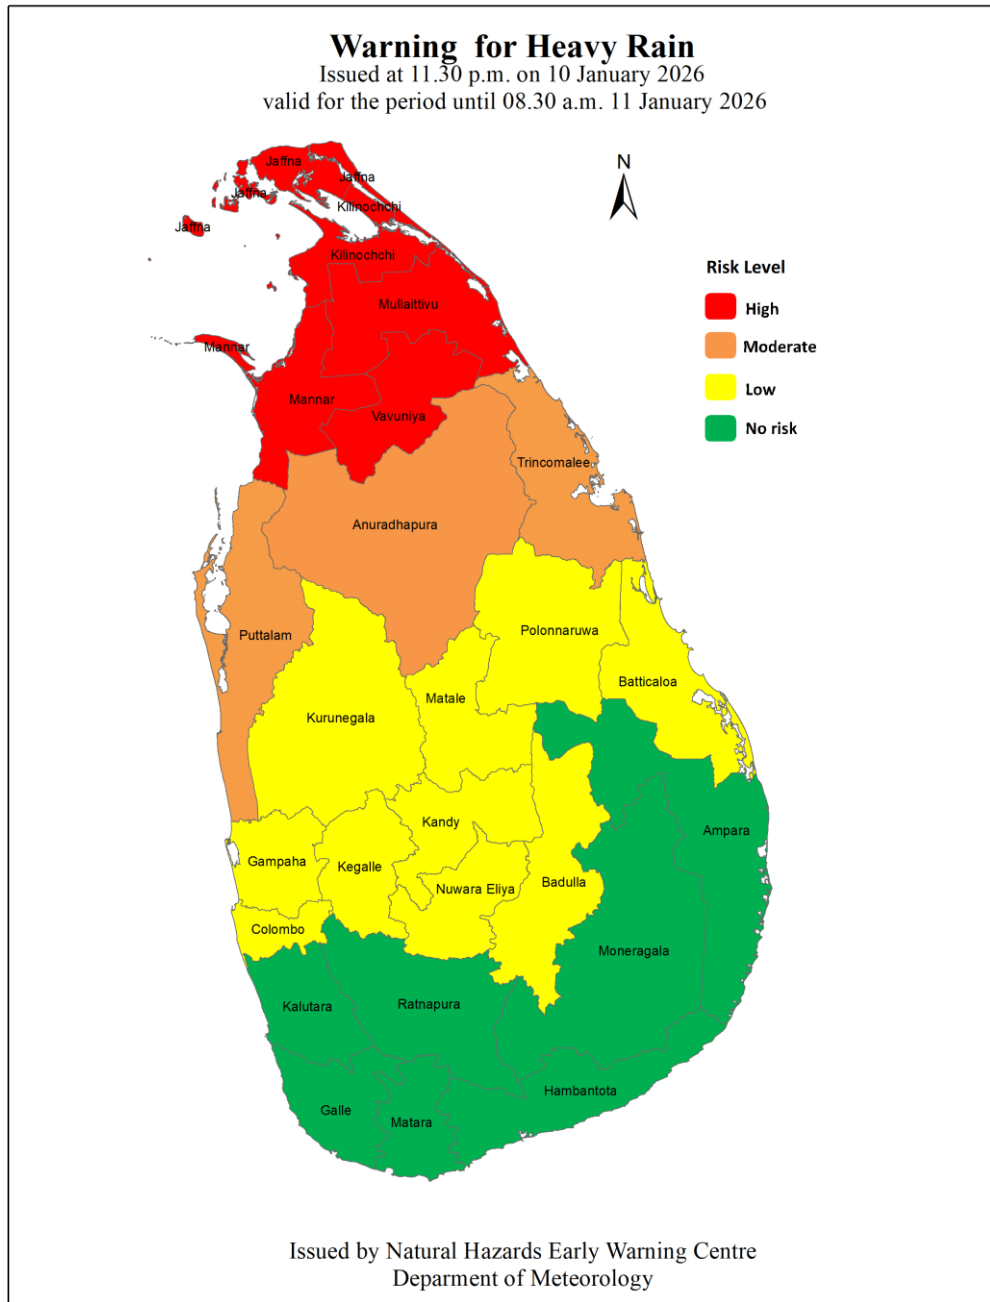 Warning for Heavy Rain
Issued at 11.30 p.m. on 10 January 2026
valid for the period until 08.30 a.m. 11 January 2026
N
Jaffna
Jaffna
Jaffna
Kilinochchi
Jaffna
Kilinochchi
Risk Level
High
Mullaittivu
Moderate
Mannar
Low
Mannar
Vavuniya
No risk
Trincomalee
Anuradhapura
Polonnaruwa
Puttalam
Batticaloa
Matale
Kurunegala
Kandy
Ampara
Gampaha
Kegalle
Badulla
Nuwara Eliya
Colombo
Moneragala
Ratnapura
Kalutara
Hambantota
Galle
Matara
Issued by Natural Hazards Early Warning Centre
Deparment of Meteorology